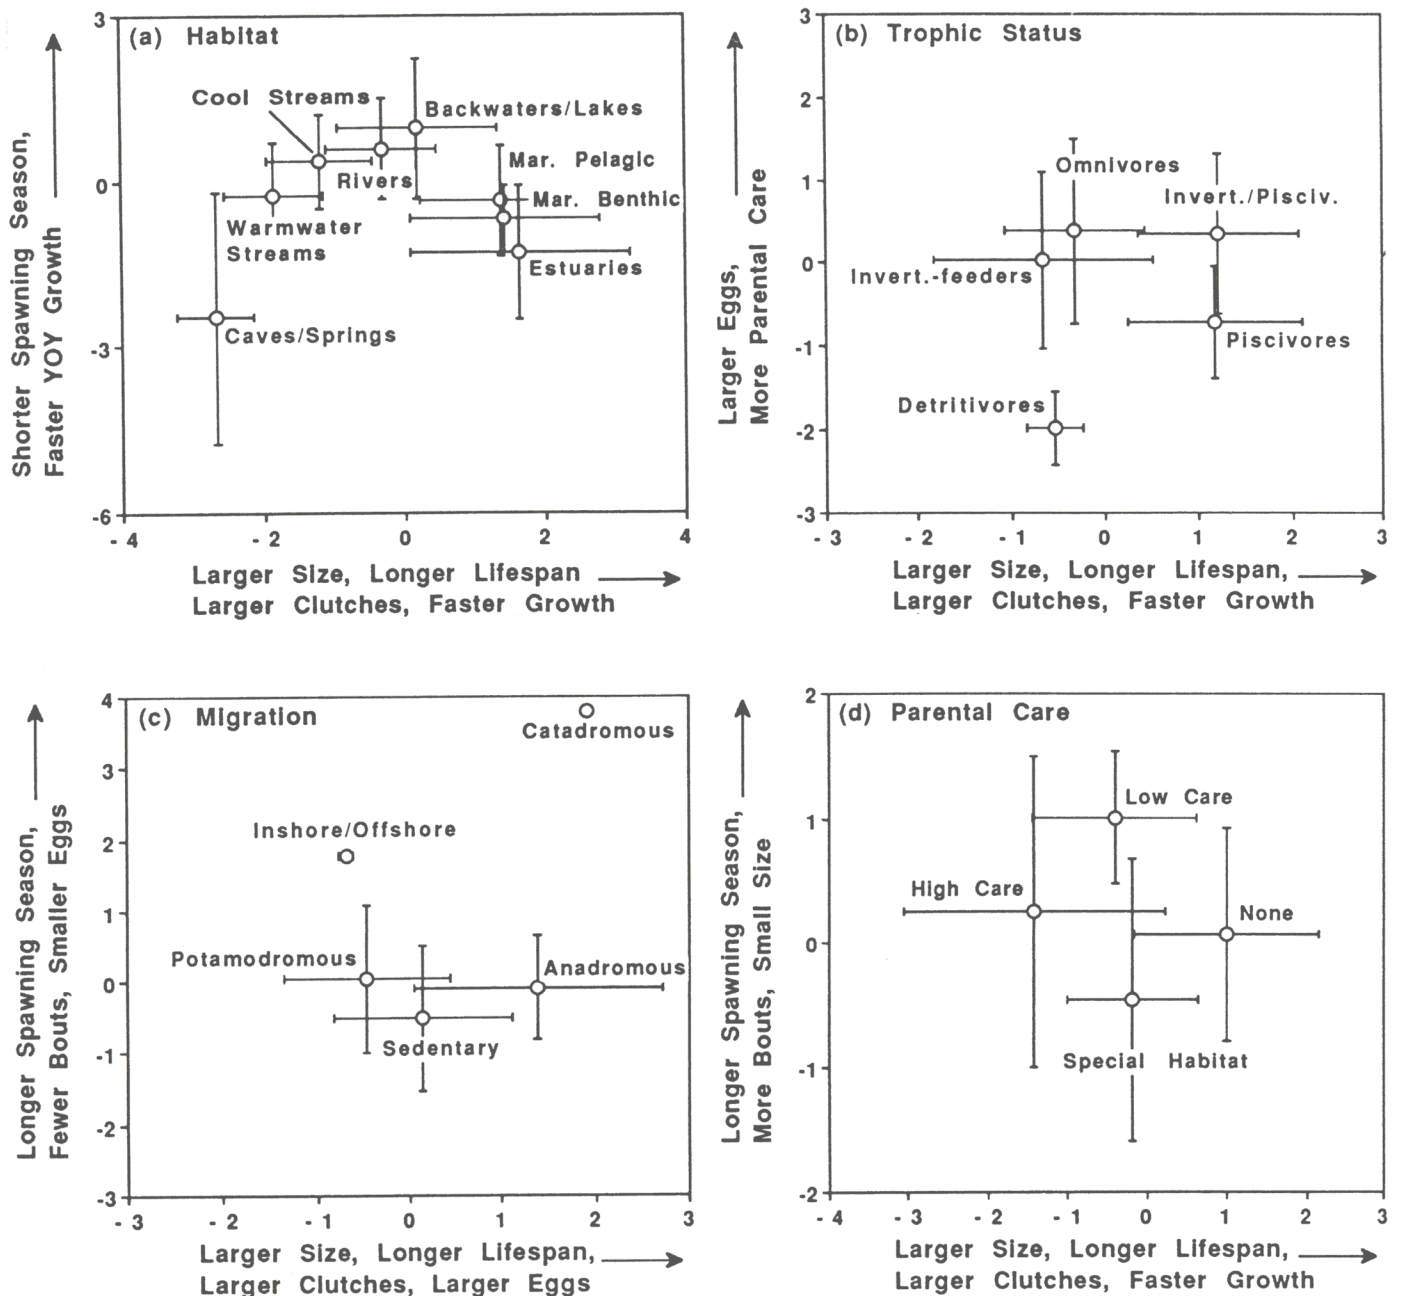 (a) Habitat
3
0
-3
-6
Shorter Spawning Season,
Faster YOY Growth
Cool Streams
Backwaters/Lakes
Mar. Pelagic
Rivers
Mar. Benthic
Warmwater
Streams
Estuaries
Caves/Springs
- 4
- 2
0
2
4
Larger Size, Longer Lifespan
Larger Clutches, Faster Growth
(b) Trophic Status
3
2
1
0
-1
-2
-3
Larger Eggs,
More Parental Care
Omnivores
Invert./Pisciv.
Invert.-feeders
Piscivores
Detritivores
- 3
- 2
- 1
0
1
2
3
Larger Size, Longer Lifespan,
Larger Clutches, Faster Growth
(c) Migration
4
3
2
1
0
-1
-2
-3
Longer Spawning Season,
Fewer Bouts, Smaller Eggs
Catadromous
Inshore/Offshore
Potamodromous
Anadromous
Sedentary
- 3
- 2
- 1
0
1
2
3
Larger Size, Longer Lifespan,
Larger Clutches, Larger Eggs
(d) Parental Care
2
1
0
-1
-2
Longer Spawning Season,
More Bouts, Small Size
Low Care
High Care
None
Special Habitat
- 4
- 3
- 2
- 1
0
1
2
3
Larger Size, Longer Lifespan,
Larger Clutches, Faster Growth